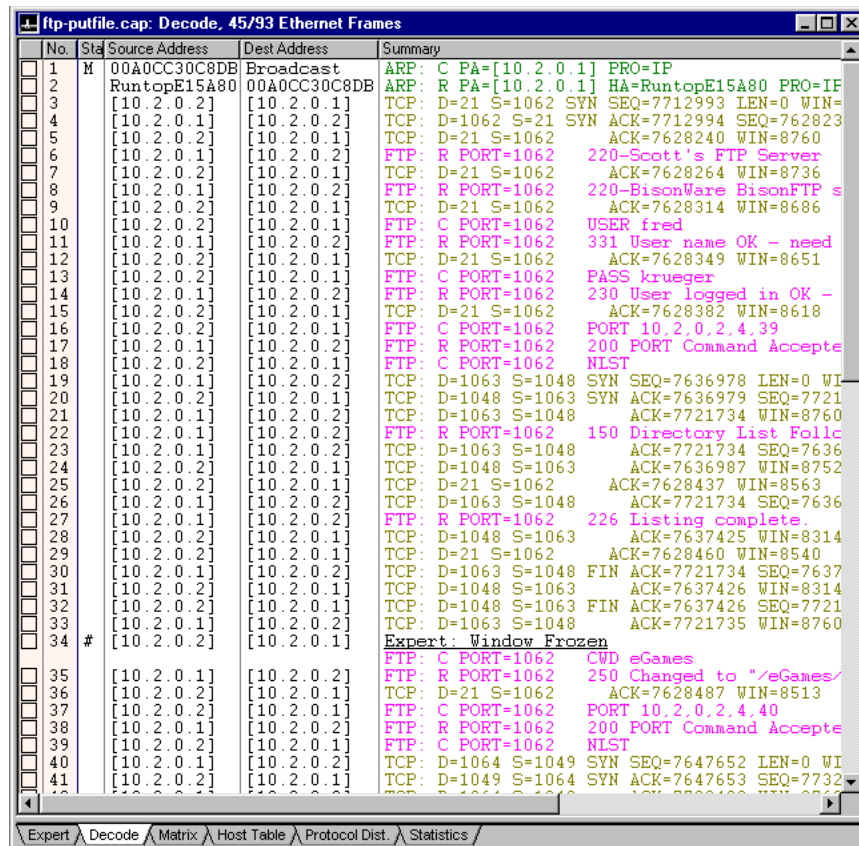 ftp-putfile.cap: Decode, 45/93 Ethernet Frames
No. Sta Source Address Dest Address Summary
1 M 00A0CC30C8DB Broadcast ARP: C PA=[10.2.0.1] PRO=IP
2 RuntopE15A80 00A0CC30C8DB ARP: R PA=[10.2.0.1] HA=RuntopE15A80 PRO=IP
3 [10.2.0.2] [10.2.0.1] TCP: D=21 S=1062 SYN SEQ=7712993 LEN=0 WIN=
4 [10.2.0.1] [10.2.0.2] TCP: D=1062 S=21 SYN ACK=7712994 SEQ=762823
5 [10.2.0.2] [10.2.0.1] TCP: D=21 S=1062 ACK=7628240 WIN=8760
6 [10.2.0.1] [10.2.0.2] FTP: R PORT=1062 220-Scott's FTP Server
7 [10.2.0.2] [10.2.0.1] TCP: D=21 S=1062 ACK=7628264 WIN=8736
8 [10.2.0.1] [10.2.0.2] FTP: R PORT=1062 220-BisonWare BisonFTP s
9 [10.2.0.2] [10.2.0.1] TCP: D=21 S=1062 ACK=7628314 WIN=8686
10 [10.2.0.2] [10.2.0.1] FTP: C PORT=1062 USER fred
11 [10.2.0.1] [10.2.0.2] FTP: R PORT=1062 331 User name OK - need
12 [10.2.0.2] [10.2.0.1] TCP: D=21 S=1062 ACK=7628349 WIN=8651
13 [10.2.0.2] [10.2.0.1] FTP: C PORT=1062 PASS krueger
14 [10.2.0.1] [10.2.0.2] FTP: R PORT=1062 230 User logged in OK -
15 [10.2.0.2] [10.2.0.1] TCP: D=21 S=1062 ACK=7628382 WIN=8618
16 [10.2.0.2] [10.2.0.1] FTP: C PORT=1062 PORT 10,2,0,2,4,39
17 [10.2.0.1] [10.2.0.2] FTP: R PORT=1062 200 PORT Command Accepte
18 [10.2.0.2] [10.2.0.1] FTP: C PORT=1062 NLST
19 [10.2.0.1] [10.2.0.2] TCP: D=1063 S=1048 SYN SEQ=7636978 LEN=0 WI
20 [10.2.0.2] [10.2.0.1] TCP: D=1048 S=1063 SYN ACK=7636979 SEQ=7721
21 [10.2.0.1] [10.2.0.2] TCP: D=1063 S=1048 ACK=7721734 WIN=8760
22 [10.2.0.1] [10.2.0.2] FTP: R PORT=1062 150 Directory List Follo
23 [10.2.0.1] [10.2.0.2] TCP: D=1063 S=1048 ACK=7721734 SEQ=7636
24 [10.2.0.2] [10.2.0.1] TCP: D=1048 S=1063 ACK=7636987 WIN=8752
25 [10.2.0.2] [10.2.0.1] TCP: D=21 S=1062 ACK=7628437 WIN=8563
26 [10.2.0.1] [10.2.0.2] TCP: D=1063 S=1048 ACK=7721734 SEQ=7636
27 [10.2.0.1] [10.2.0.2] FTP: R PORT=1062 226 Listing complete.
28 [10.2.0.2] [10.2.0.1] TCP: D=1048 S=1063 ACK=7637425 WIN=8314
29 [10.2.0.2] [10.2.0.1] TCP: D=21 S=1062 ACK=7628460 WIN=8540
30 [10.2.0.1] [10.2.0.2] TCP: D=1063 S=1048 FIN ACK=7721734 SEQ=7637
31 [10.2.0.2] [10.2.0.1] TCP: D=1048 S=1063 ACK=7637426 WIN=8314
32 [10.2.0.2] [10.2.0.1] TCP: D=1048 S=1063 FIN ACK=7637426 SEQ=7721
33 [10.2.0.1] [10.2.0.2] TCP: D=1063 S=1048 ACK=7721735 WIN=8760
34 # [10.2.0.2] [10.2.0.1] Expert: Window Frozen
FTP: C PORT=1062 CWD eGames
35 [10.2.0.1] [10.2.0.2] FTP: R PORT=1062 250 Changed to "/eGames/
36 [10.2.0.2] [10.2.0.1] TCP: D=21 S=1062 ACK=7628487 WIN=8513
37 [10.2.0.2] [10.2.0.1] FTP: C PORT=1062 PORT 10,2,0,2,4,40
38 [10.2.0.1] [10.2.0.2] FTP: R PORT=1062 200 PORT Command Accepte
39 [10.2.0.2] [10.2.0.1] FTP: C PORT=1062 NLST
40 [10.2.0.1] [10.2.0.2] TCP: D=1064 S=1049 SYN SEQ=7647652 LEN=0 WI
41 [10.2.0.2] [10.2.0.1] TCP: D=1049 S=1064 SYN ACK=7647653 SEQ=7732
Expert Decode Matrix Host Table Protocol Dist. Statistics